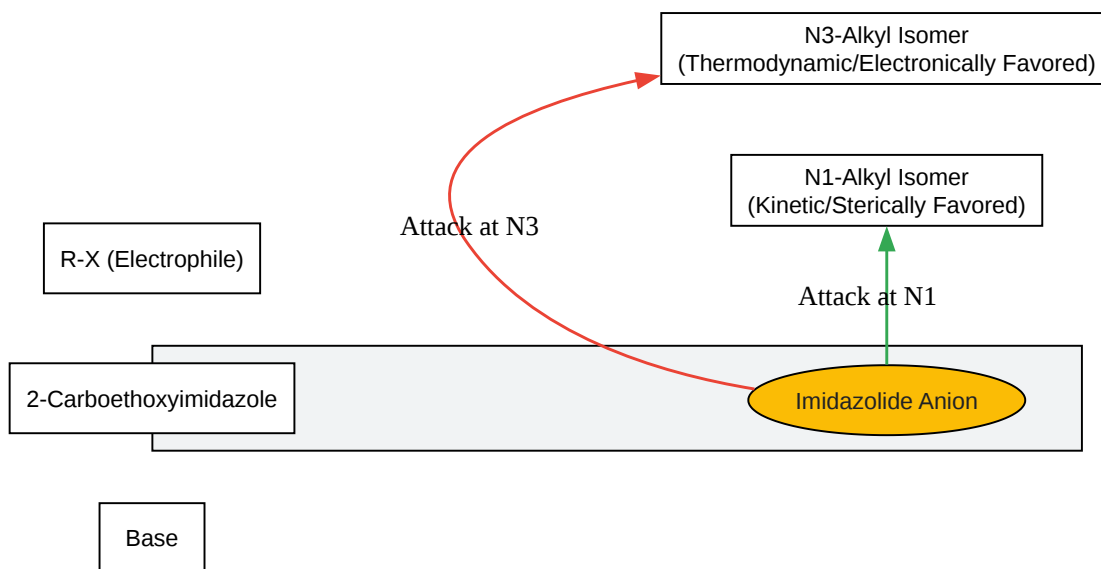 N3-Alkyl Isomer
(Thermodynamic/Electronically Favored)
N1-Alkyl Isomer
(Kinetic/Sterically Favored)
Attack at N3
R-X (Electrophile)
Attack at N1
2-Carboethoxyimidazole
Imidazolide Anion
Base